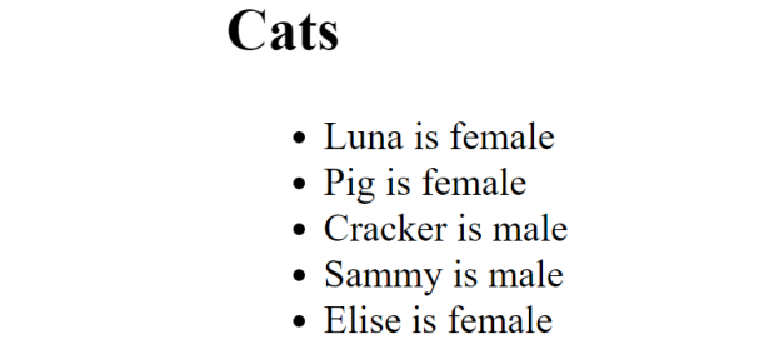 Cats
• Luna is female
• Pig is female
• Cracker is male
• Sammy is male
• Elise is female